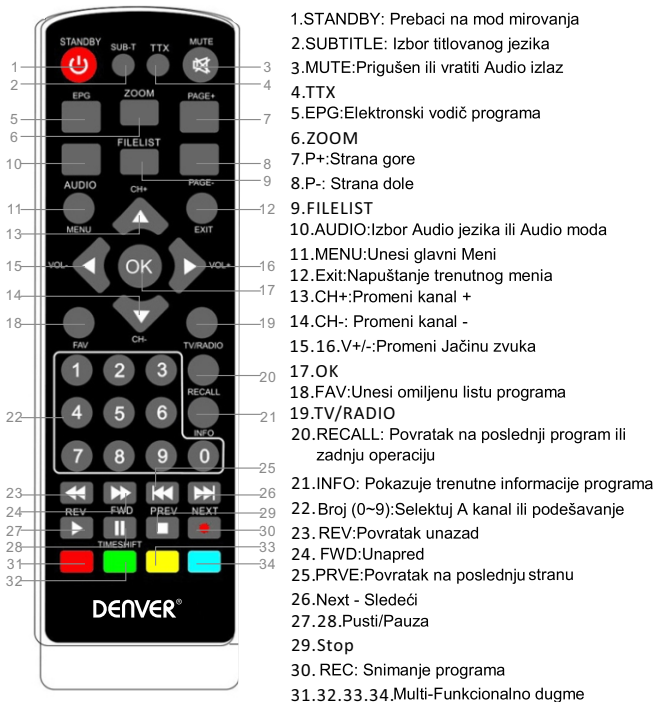 STANDBY
SUB-T
TTX
MUTE
1
2
3
4
EPG
ZOOM
PAGE+
5
6
7
FILELIST
10
8
9
AUDIO
CH+
PAGE-
11
12
MENU
EXIT
13
VOL-
OK
VOL+
15
16
14
17
18
19
FAV
CH-
TV/RADIO
1
2
3
20
RECALL
4
5
6
22
21
INFO
7
8
9
0
25
23
26
24
REV
FWD
PREV
NEXT
29
27
30
28
TIMESHIFT
33
31
34
32
DENVER®
1.STANDBY: Prebaci na mod mirovanja
2.SUBTITLE: Izbor titlovanog jezika
3.MUTE:Prigušen ili vratiti Audio izlaz
4.TTX
5.EPG:Elektronski vodič programa
6.ZOOM
7.P+:Strana gore
8.P-: Strana dole
9.FILELIST
10.AUDIO:Izbor Audio jezika ili Audio moda
11.MENU:Unesi glavni Meni
12.Exit:Napuštanje trenutnog menia
13.CH+:Promeni kanal +
14.CH-: Promeni kanal -
15.16.V+/-:Promeni Jačinu zvuka
17.OK
18.FAV:Unesi omiljenu listu programa
19.TV/RADIO
20.RECALL: Povratak na poslednji program ili
zadnju operaciju
21.INFO: Pokazuje trenutne informacije programa
22.Broj (0~9):Selektuj A kanal ili podešavanje
23. REV:Povratak unazad
24. FWD:Unapred
25.PRVE:Povratak na poslednju stranu
26.Next - Sledeći
27.28.Pusti/Pauza
29.Stop
30. REC: Snimanje programa
31.32.33.34.Multi-Funkcionalno dugme